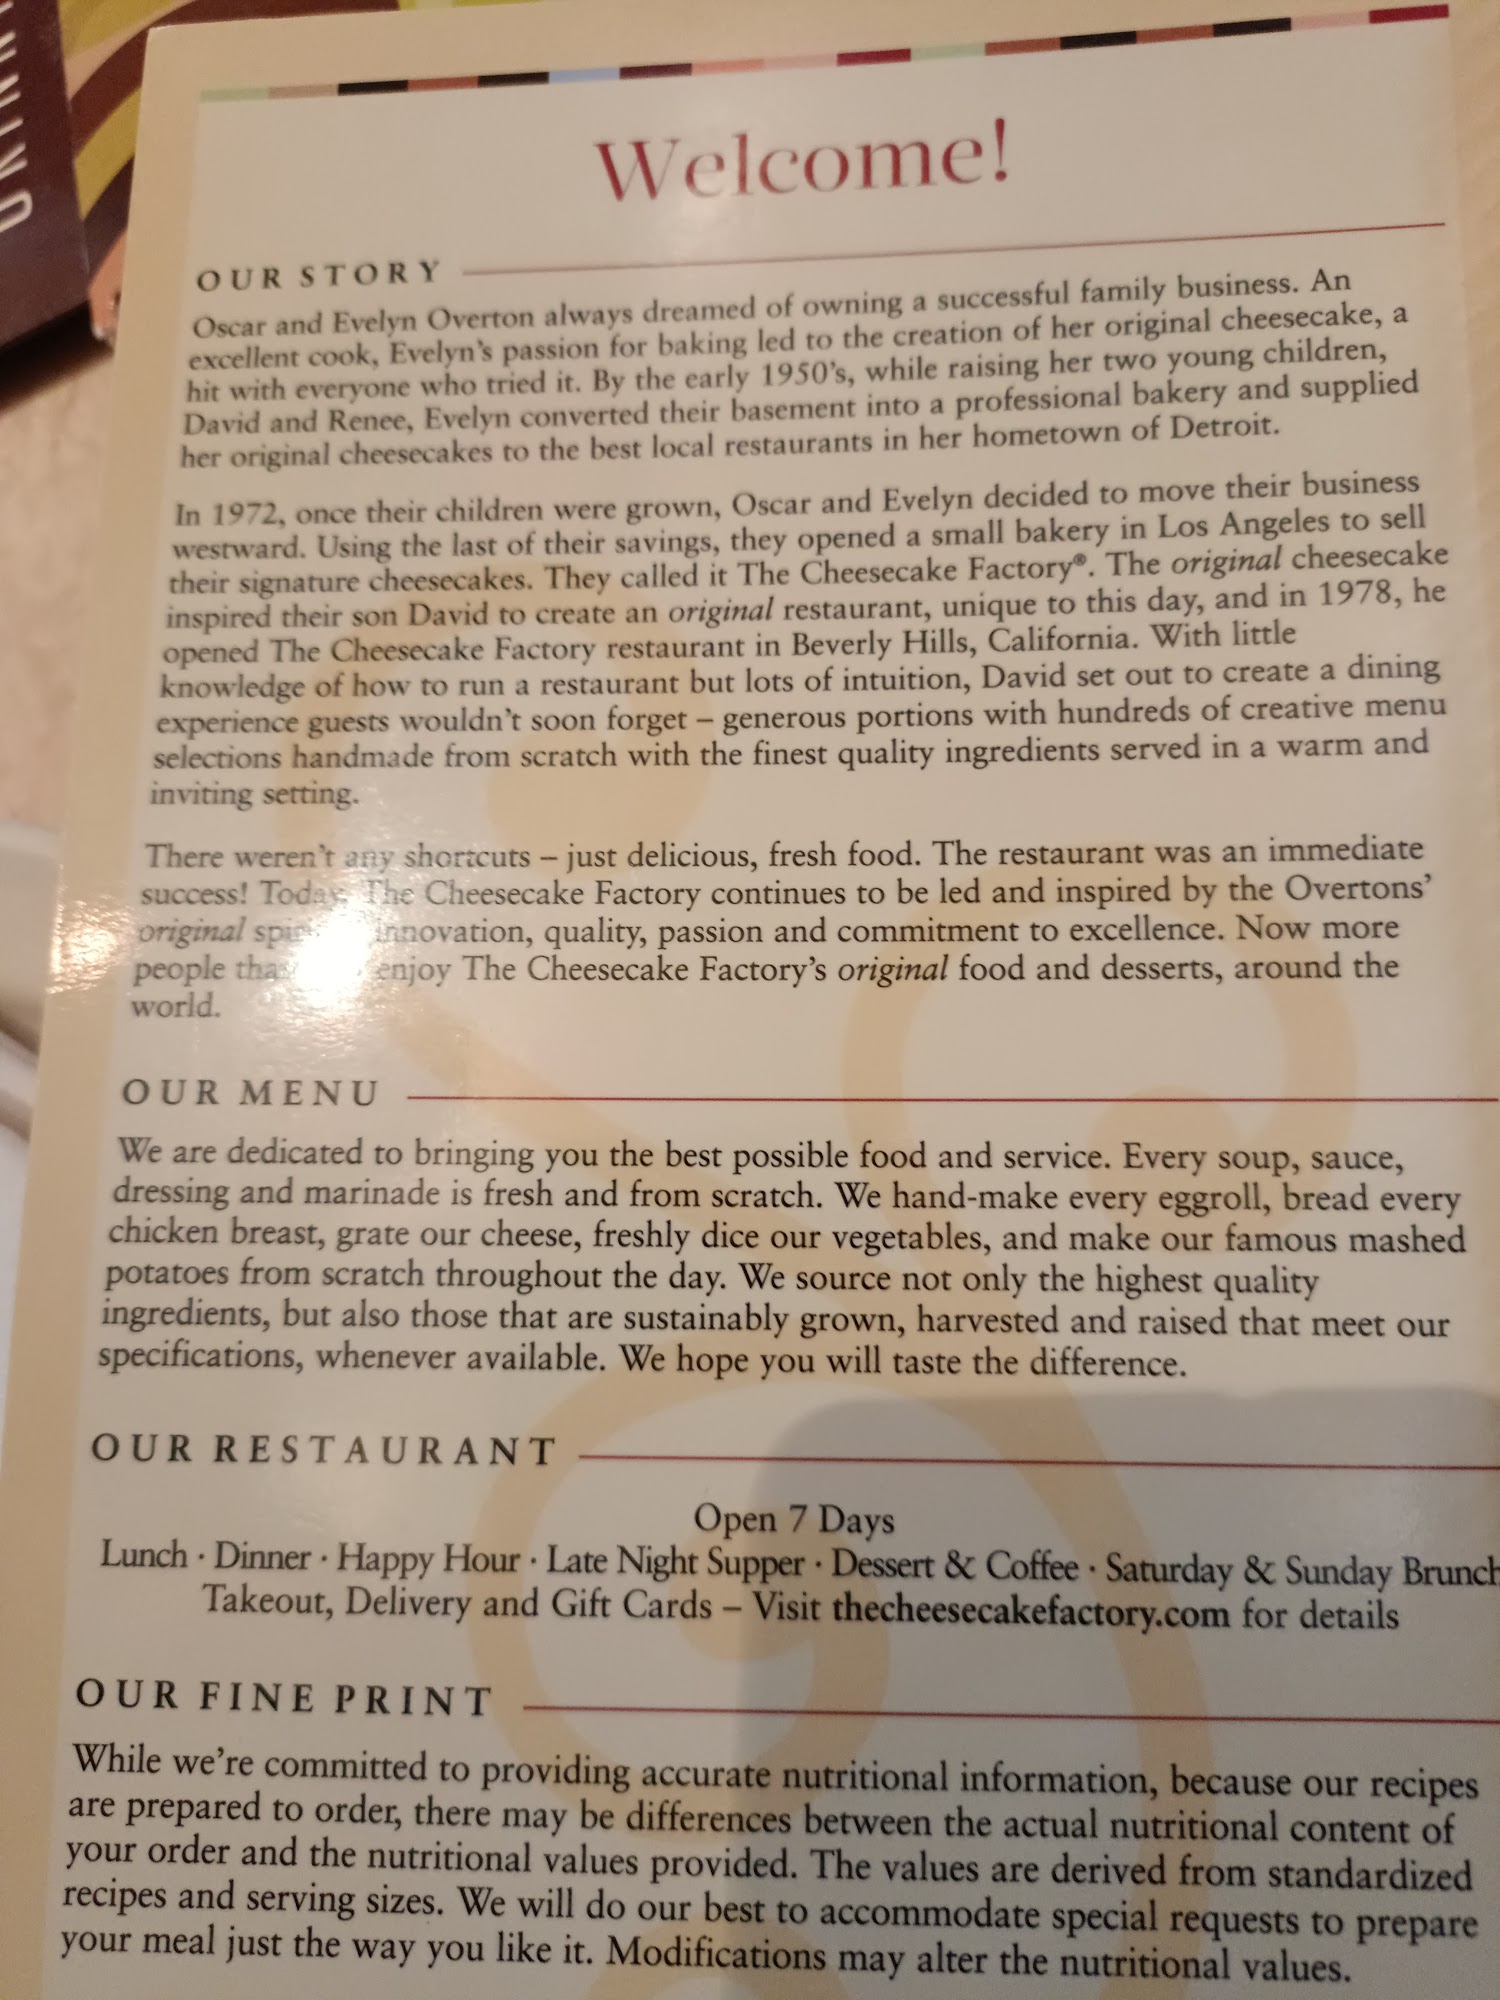 DRINK
Welcome!
OUR STORY
Oscar and Evelyn Overton always dreamed of owning a successful family business. An
excellent cook, Evelyn's passion for baking led to the creation of her original cheesecake, a
hit with everyone who tried it. By the early 1950's, while raising her two young children,
David and Renee, Evelyn converted their basement into a professional bakery and supplied
her original cheesecakes to the best local restaurants in her hometown of Detroit.
In 1972, once their children were grown, Oscar and Evelyn decided to move their business
westward. Using the last of their savings, they opened a small bakery in Los Angeles to sell
their signature cheesecakes. They called it The Cheesecake Factory®. The original cheesecake
inspired their son David to create an original restaurant, unique to this day, and in 1978, he
opened The Cheesecake Factory restaurant in Beverly Hills, California. With little
knowledge of how to run a restaurant but lots of intuition, David set out to create a dining
experience guests wouldn't soon forget – generous portions with hundreds of creative menu
selections handmade from scratch with the finest quality ingredients served in a warm and
inviting setting.
There weren't any shortcuts – just delicious, fresh food. The restaurant was an immediate
success! Today, The Cheesecake Factory continues to be led and inspired by the Overtons'
original innovation, quality, passion and commitment to excellence. Now more
people enjoy The Cheesecake Factory's original food and desserts, around the
world.
OUR MENU
We are dedicated to bringing you the best possible food and service. Every soup, sauce,
dressing and marinade is fresh and from scratch. We hand-make every eggroll, bread every
chicken breast, grate our cheese, freshly dice our vegetables, and make our famous mashed
potatoes from scratch throughout the day. We source not only the highest quality
ingredients, but also those that are sustainably grown, harvested and raised that meet our
specifications, whenever available. We hope you will taste the difference.
OUR RESTAURANT
Open 7 Days
Lunch · Dinner · Happy Hour · Late Night Supper · Dessert & Coffee · Saturday & Sunday Brunch
Takeout, Delivery and Gift Cards – Visit thecheesecakefactory.com for details
OUR FINE PRINT
While we're committed to providing accurate nutritional information, because our recipes
are prepared to order, there may be differences between the actual nutritional content of
your order and the nutritional values provided. The values are derived from standardized
recipes and serving sizes. We will do our best to accommodate special requests to prepare
your meal just the way you like it. Modifications may alter the nutritional values.